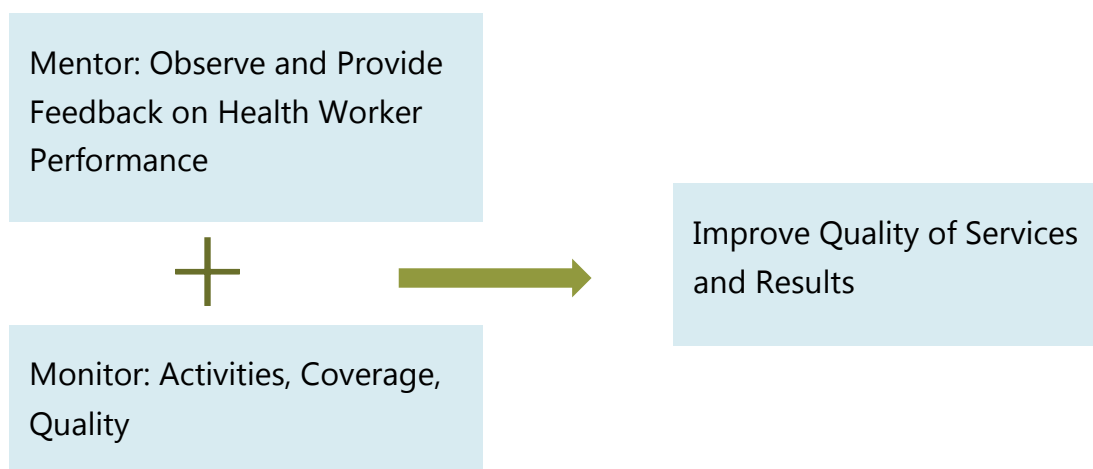 Mentor: Observe and Provide
Feedback on Health Worker
Performance
Improve Quality of Services
and Results
Monitor: Activities, Coverage,
Quality